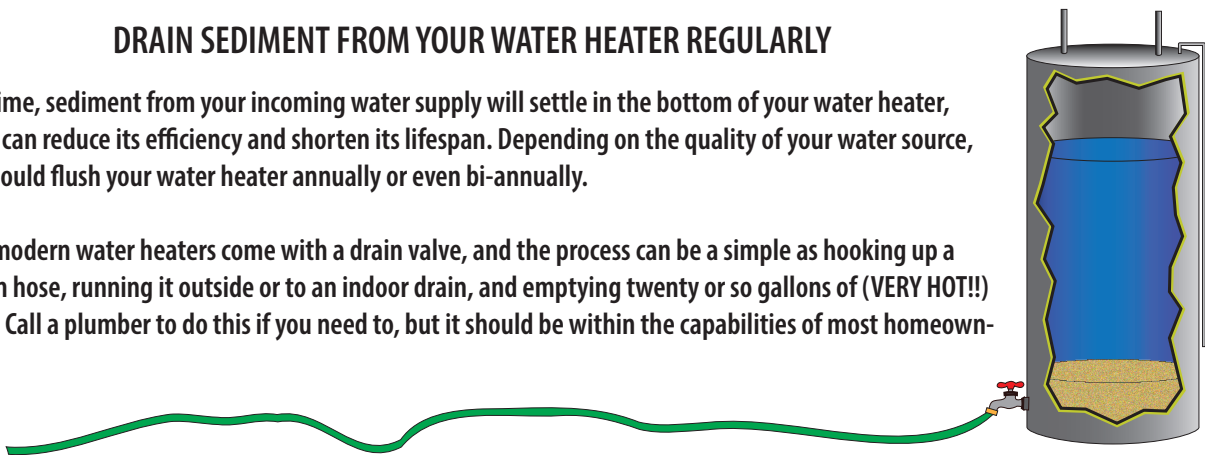 DRAIN SEDIMENT FROM YOUR WATER HEATER REGULARLY
ime, sediment from your incoming water supply will settle in the bottom of your water heater,
can reduce its efficiency and shorten its lifespan. Depending on the quality of your water source,
ould flush your water heater annually or even bi-annually.
modern water heaters come with a drain valve, and the process can be a simple as hooking up a
n hose, running it outside or to an indoor drain, and emptying twenty or so gallons of (VERY HOT!!)
Call a plumber to do this if you need to, but it should be within the capabilities of most homeown-